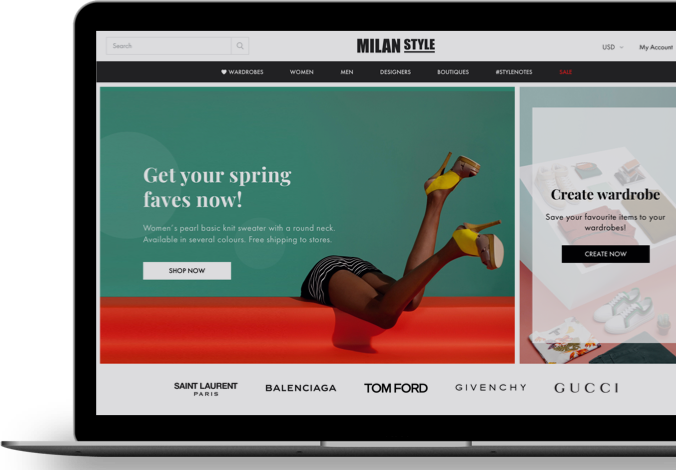 Search
MILAN STYLE
USD
My Account
WARDROBES
WOMEN
MEN
DESIGNERS
BOUTIQUES
#STYLENOTES
SALE
Get your spring
faves now!
Women´s pearl basic knit sweater with a round neck.
Available in several colours. Free shipping to stores.
SHOP NOW
Create wardrobe
Save your favourite items to your
wardrobes!
CREATE NOW
SAINT LAURENT
PARIS
BALENCIAGA
TOM FORD
GIVENCHY
GUCCI